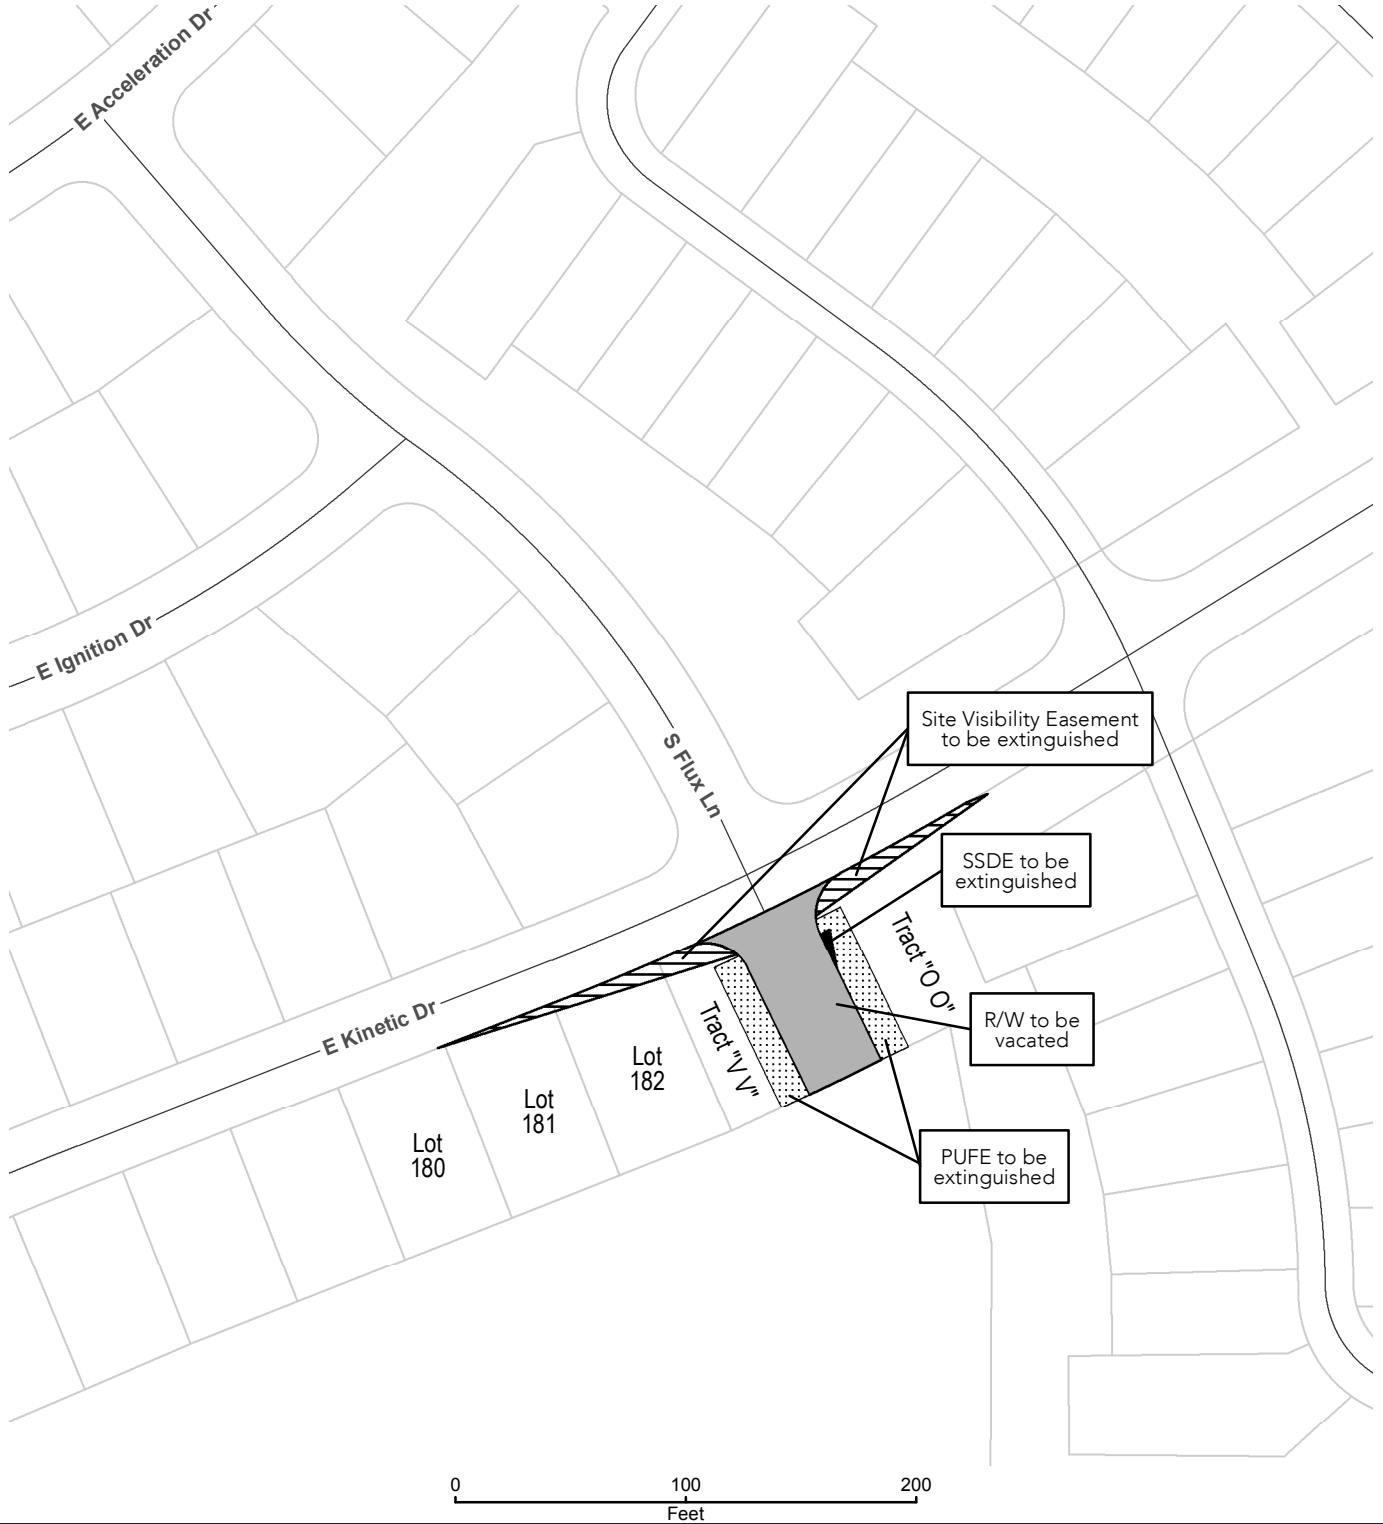 E Acceleration Dr
E Ignition Dr
S Flux Ln
Site Visibility Easement
to be extinguished
SSDE to be
extinguished
Tract "O O"
R/W to be
vacated
E Kinetic Dr
Tract "V V"
Lot
182
Lot
181
Lot
180
PUFE to be
extinguished
0
100
200
Feet